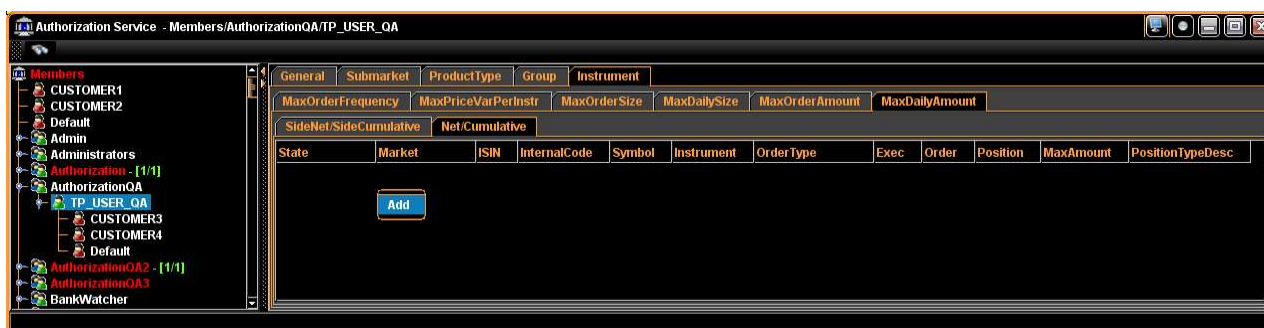 Authorization Service - Members/AuthorizationQA/TP_USER_QA
Members
CUSTOMER1
CUSTOMER2
Default
Admin
Administrators
Authorization - [1/1]
AuthorizationQA
TP_USER_QA
CUSTOMER3
CUSTOMER4
Default
AuthorizationQA2 - [1/1]
AuthorizationQA3
BankWatcher
General Submarket ProductType Group Instrument
MaxOrderFrequency MaxPriceVarPerInstr MaxOrderSize MaxDailySize MaxOrderAmount MaxDailyAmount
SideNet/SideCumulative Net/Cumulative
State Market ISIN InternalCode Symbol Instrument OrderType Exec Order Position MaxAmount PositionTypeDesc
Add